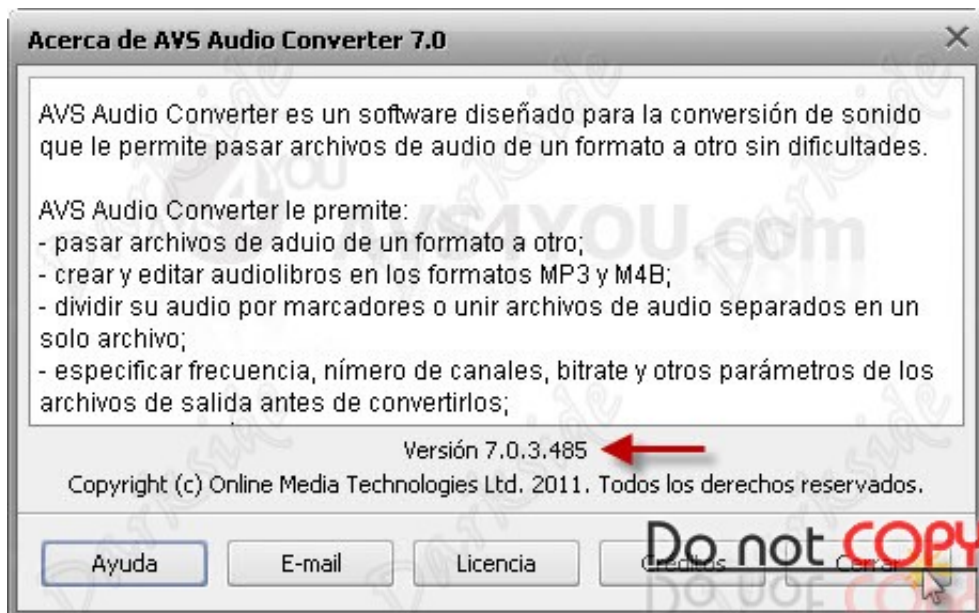 Acerca de AVS Audio Converter 7.0
AVS Audio Converter es un software diseñado para la conversión de sonido
que le permite pasar archivos de audio de un formato a otro sin dificultades.
AVS Audio Converter le premite:
- pasar archivos de aduio de un formato a otro;
- crear y editar audiolibros en los formatos MP3 y M4B;
- dividir su audio por marcadores o unir archivos de audio separados en un
solo archivo;
- especificar frecuencia, nímero de canales, bitrate y otros parámetros de los
archivos de salida antes de convertirlos;
4YOU
AVS4YOU.com
Versión 7.0.3.485
Copyright (c) Online Media Technologies Ltd. 2011. Todos los derechos reservados.
Ayuda
E-mail
Licencia
Créditos
Cerrar
Do not COPY
Darkside